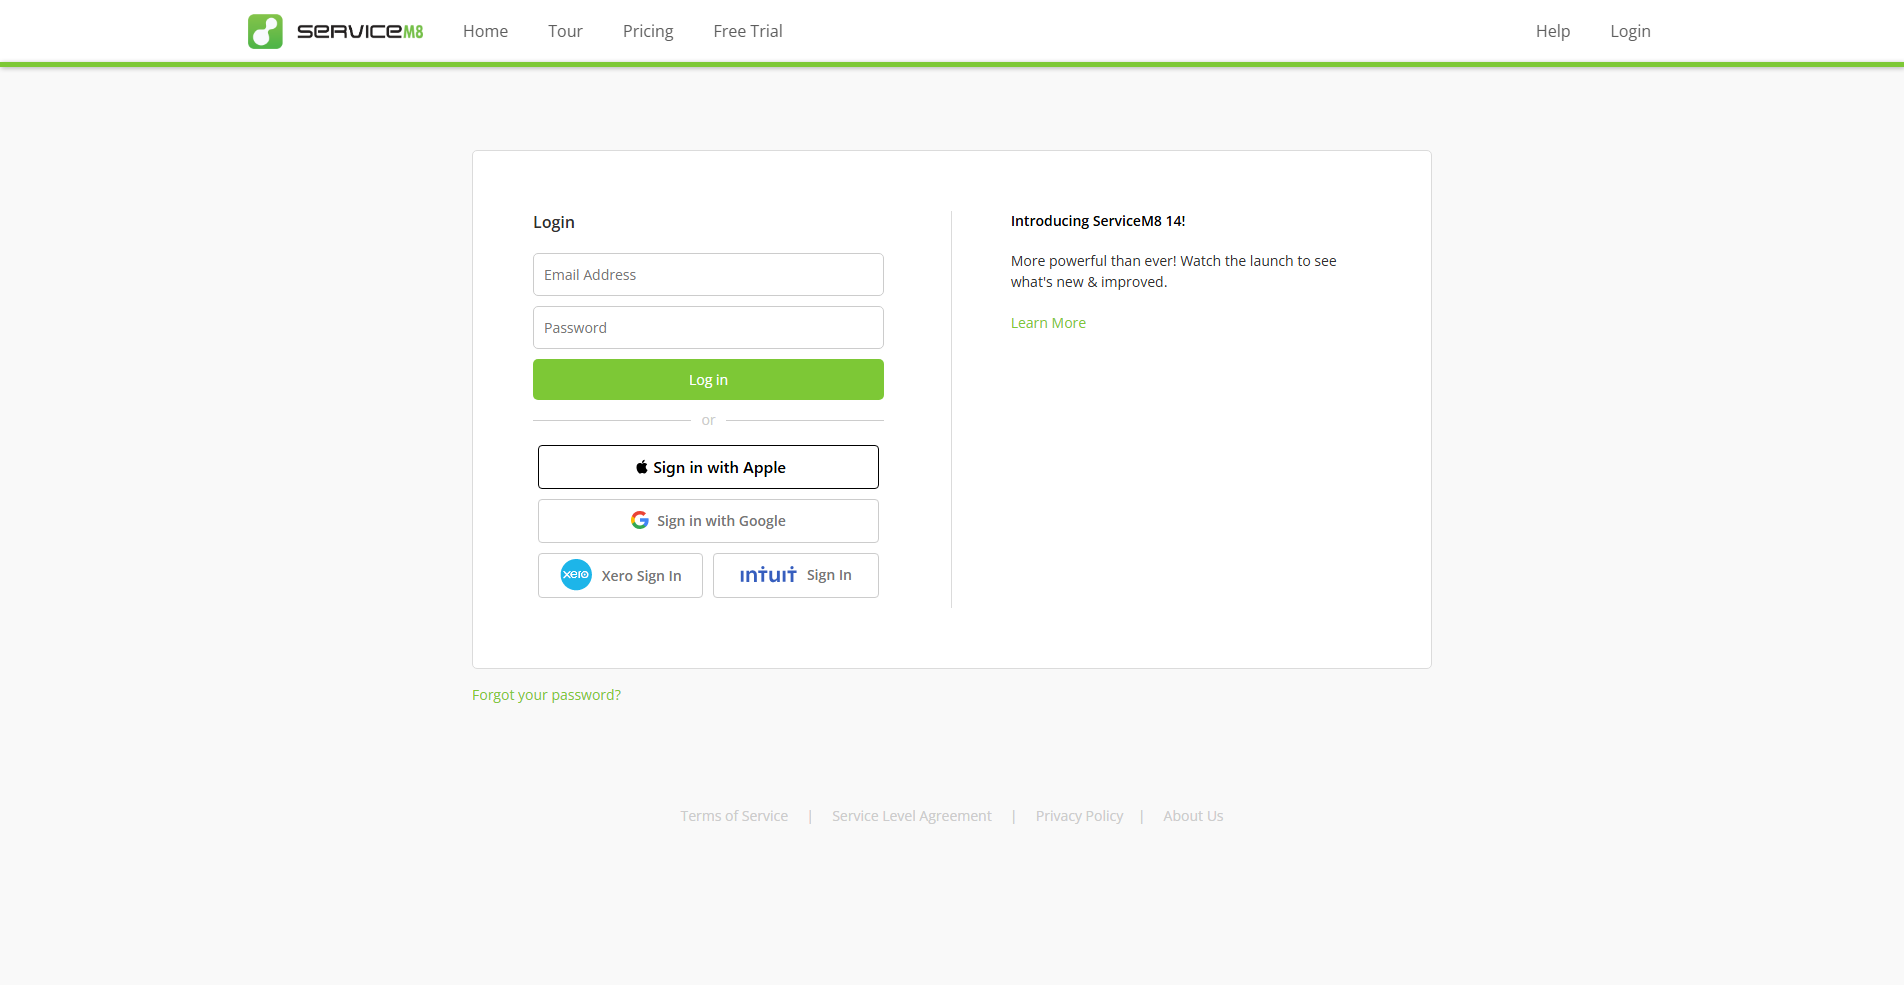 SERVICEM8 Home Tour Pricing Free Trial Help Login
Login
Email Address
Password
Log in
or
Sign in with Apple
Sign in with Google
xero Xero Sign In
intuit Sign In
Introducing ServiceM8 14!
More powerful than ever! Watch the launch to see
what's new & improved.
Learn More
Forgot your password?
Terms of Service | Service Level Agreement | Privacy Policy | About Us